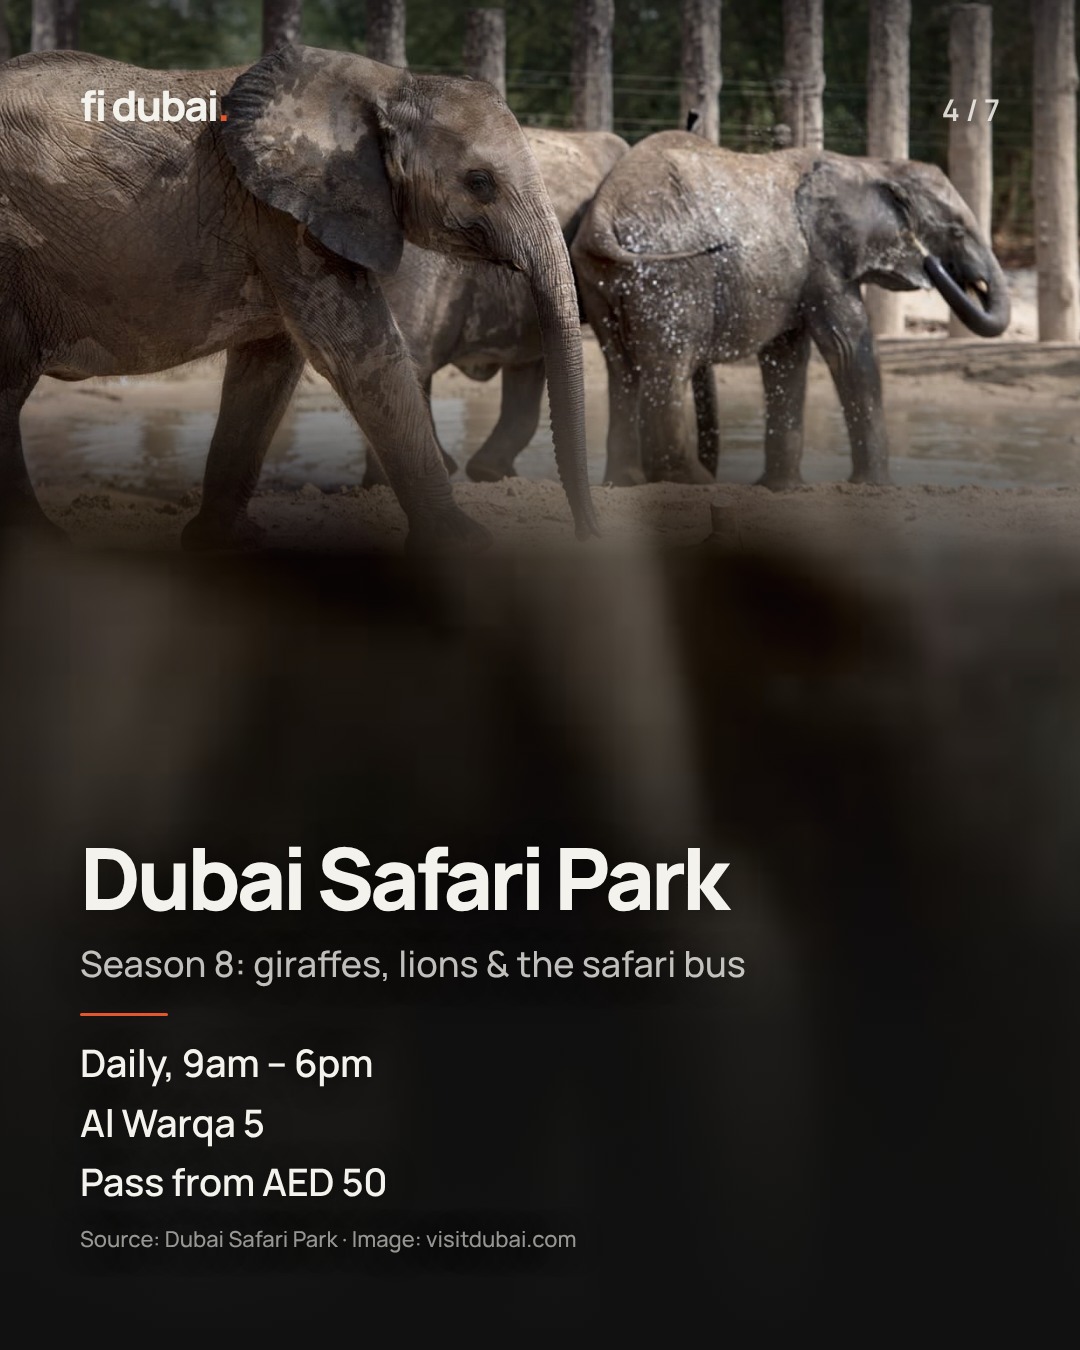 fi dubai.
4 / 7
Dubai Safari Park
Season 8: giraffes, lions & the safari bus
Daily, 9am – 6pm
Al Warqa 5
Pass from AED 50
Source: Dubai Safari Park · Image: visitdubai.com